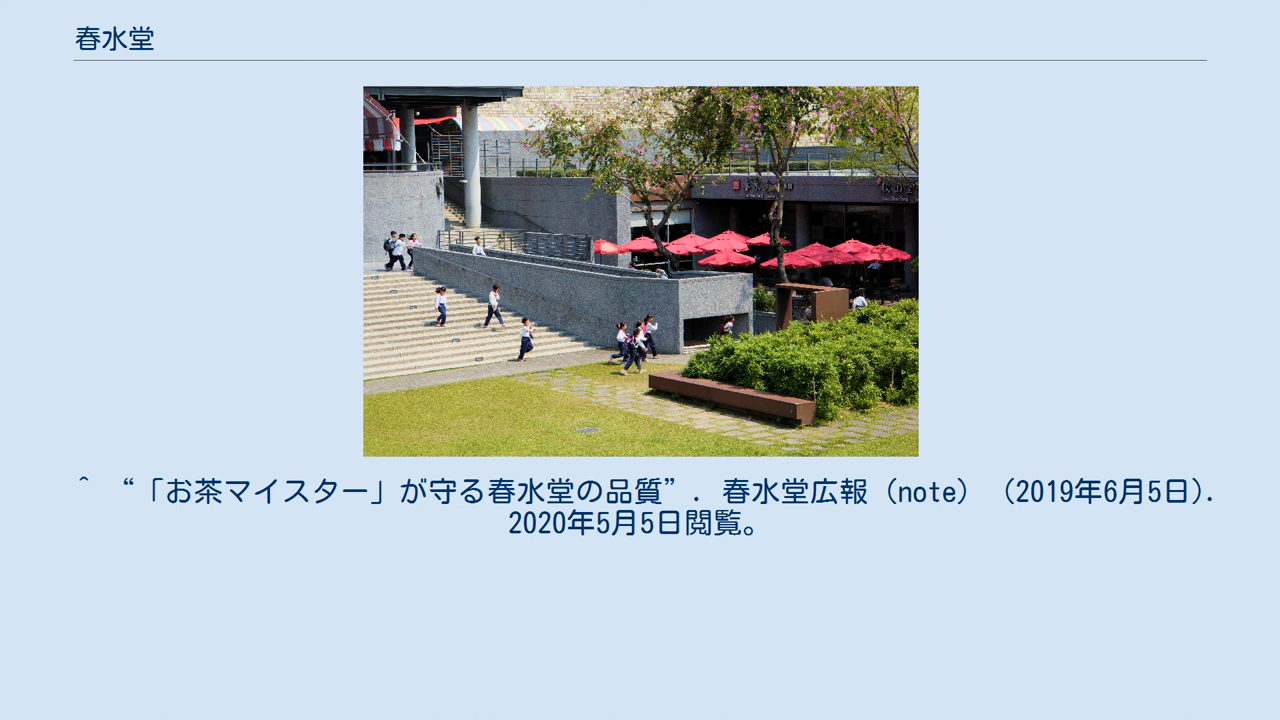 春水堂
^ “「お茶マイスター」が守る春水堂の品質”. 春水堂広報（note） （2019年6月5日）.
2020年5月5日閲覧。